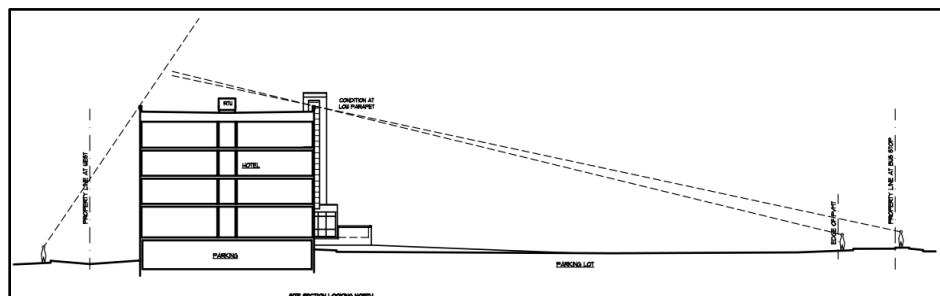 RTU
CONDITION AT
LOW PARAPET
HOTEL
PROPERTY LINE AT WEST
PROPERTY LINE AT BUS STOP
EDGE OF PVMT
PARKING
PARKING LOT
SITE SECTION LOOKING NORTH